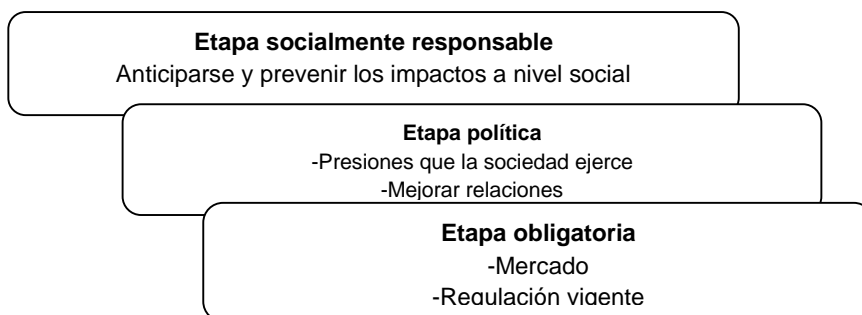 Etapa socialmente responsable
Anticiparse y prevenir los impactos a nivel social
Etapa política
-Presiones que la sociedad ejerce
-Mejorar relaciones
Etapa obligatoria
-Mercado
-Regulación vigente